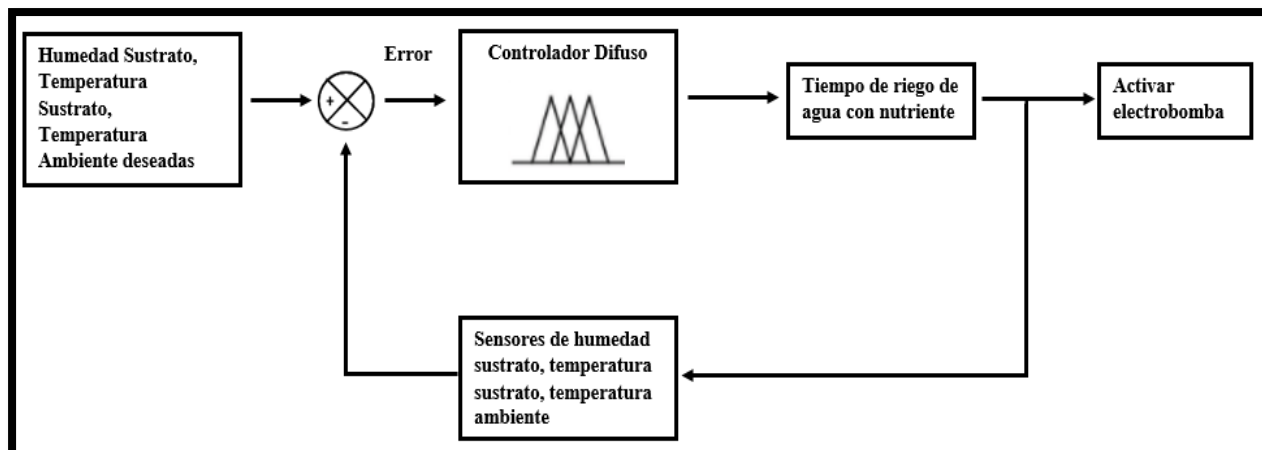 Humedad Sustrato,
Temperatura
Sustrato,
Temperatura
Ambiente deseadas
+
-
Error
Controlador Difuso
Tiempo de riego de
agua con nutriente
Activar
electrobomba
Sensores de humedad
sustrato, temperatura
sustrato, temperatura
ambiente